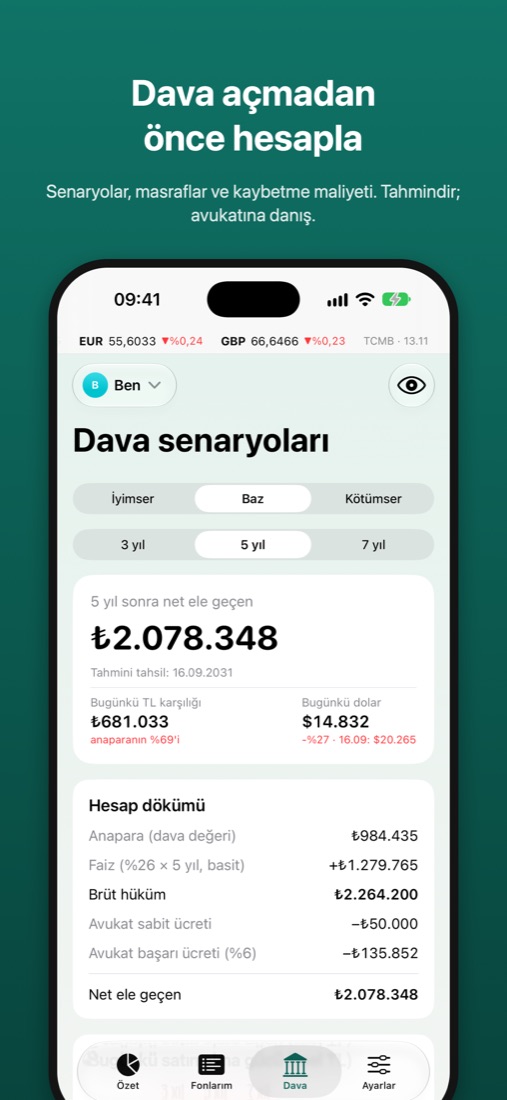 Dava açmadan
önce hesapla
Senaryolar, masraflar ve kaybetme maliyeti. Tahmindir;
avukatına danış.
09:41
EUR 55,6033 ▼%0,24 GBP 66,6466 ▼%0,23 TCMB · 13.11
B Ben
Dava senaryoları
İyimser Baz Kötümser
3 yıl 5 yıl 7 yıl
5 yıl sonra net ele geçen
₺2.078.348
Tahmini tahsil: 16.09.2031
Bugünkü TL karşılığı Bugünkü dolar
₺681.033 $14.832
anaparanın %69'i -%27 · 16.09: $20.265
Hesap dökümü
Anapara (dava değeri) ₺984.435
Faiz (%26 × 5 yıl, basit) +₺1.279.765
Brüt hüküm ₺2.264.200
Avukat sabit ücreti −₺50.000
Avukat başarı ücreti (%6) −₺135.852
Net ele geçen ₺2.078.348
Özet Fonlarım Dava Ayarlar